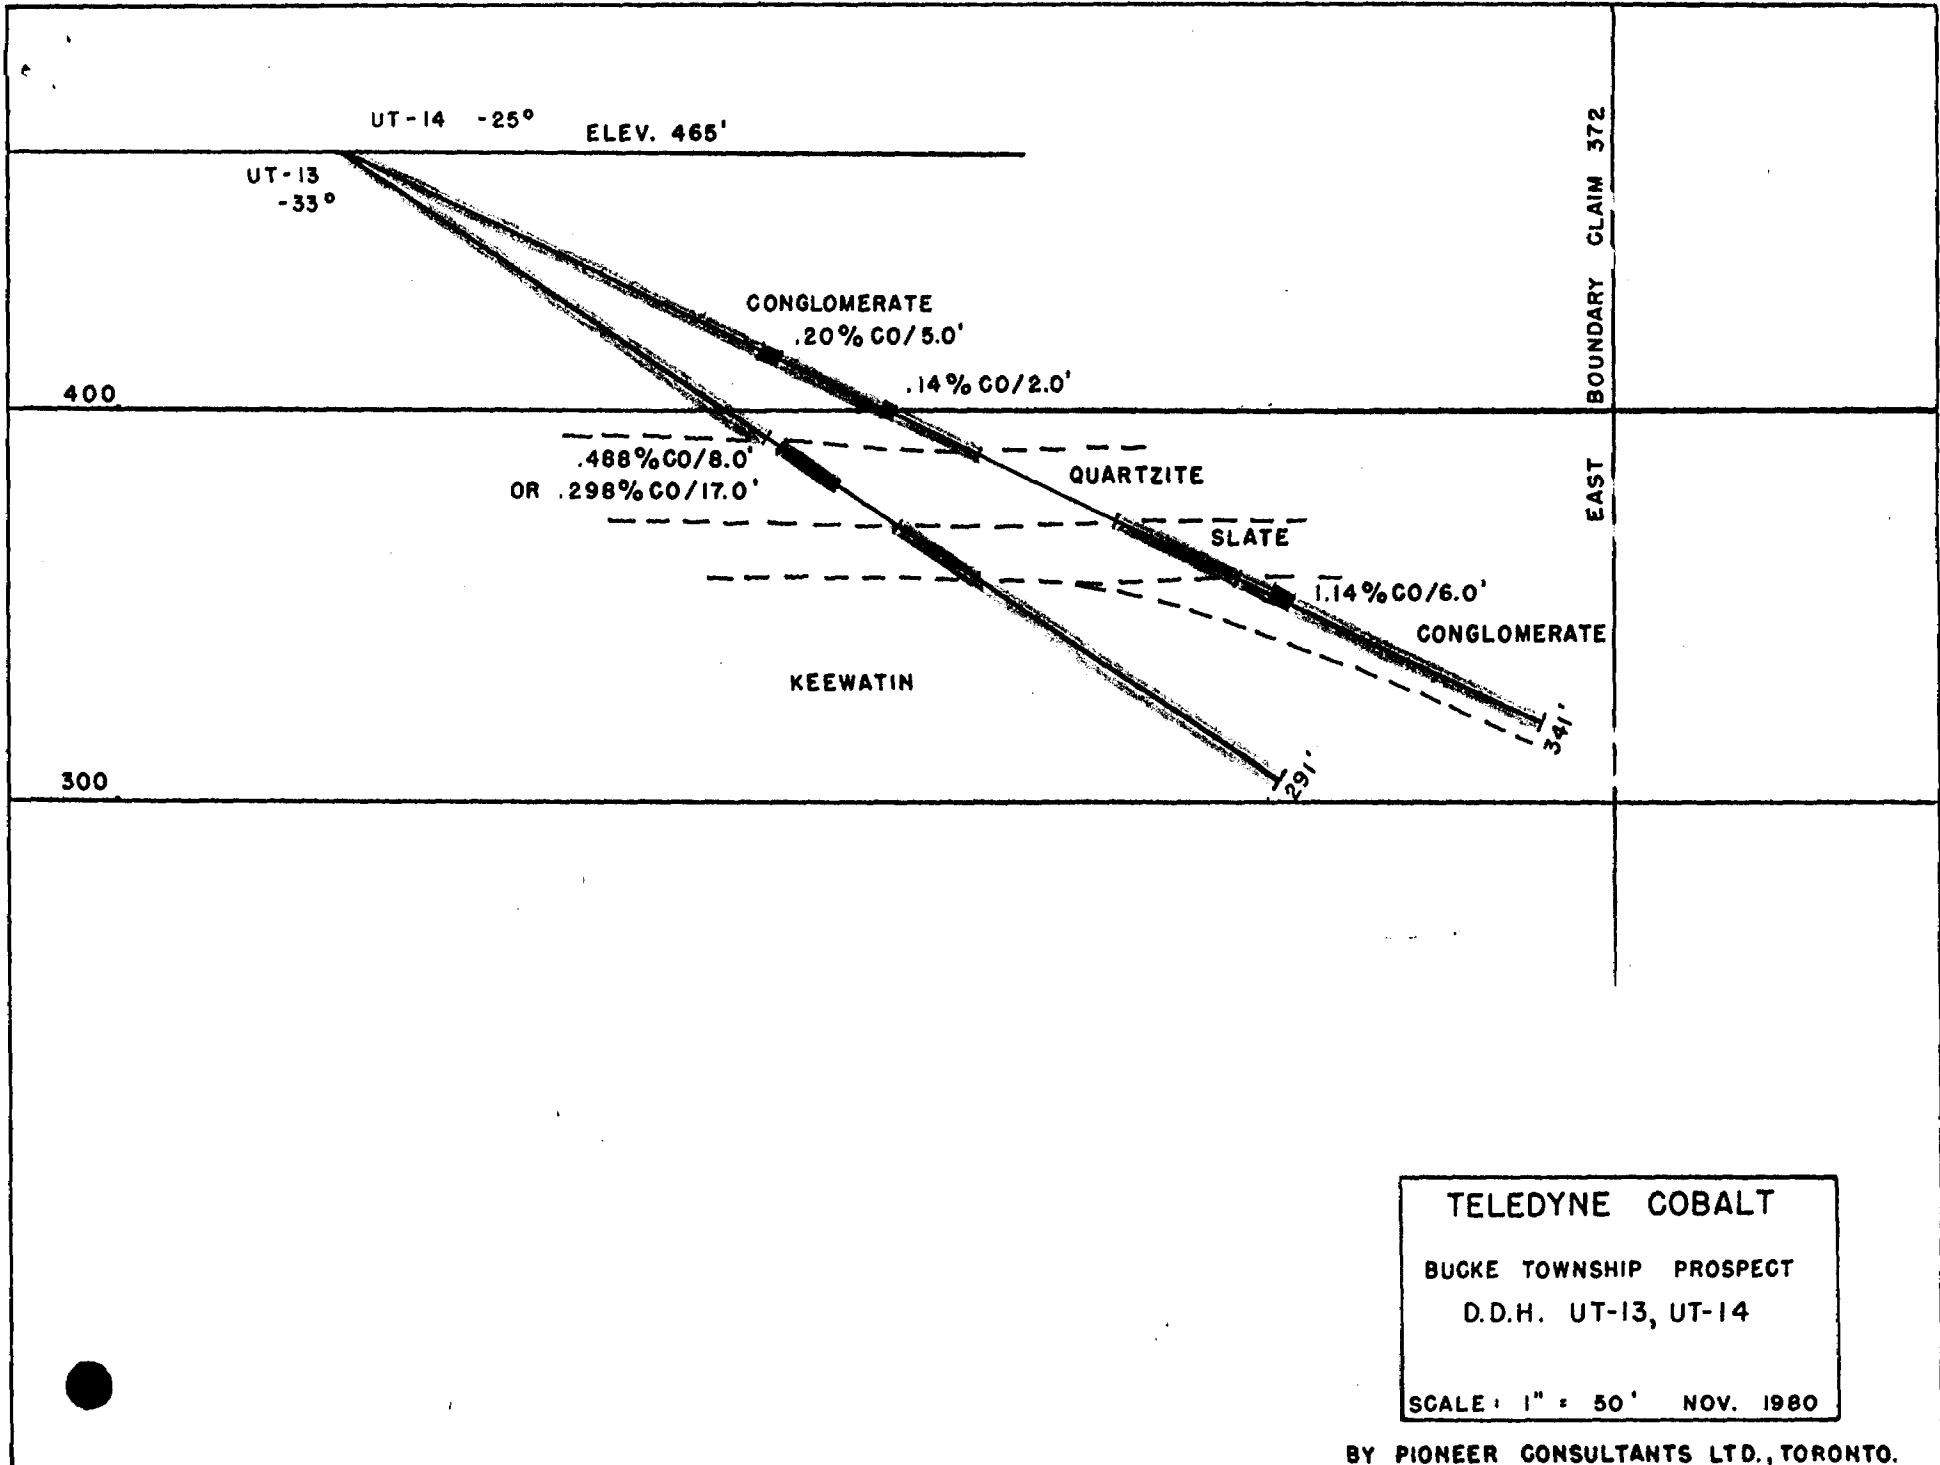 UT-14 -25°
ELEV. 465'
UT-13
-33°
EAST BOUNDARY CLAIM 372
CONGLOMERATE
.20% CO/5.0'
.14% CO/2.0'
400
.488% CO/8.0'
OR .298% CO/17.0'
QUARTZITE
SLATE
1.14% CO/6.0'
CONGLOMERATE
KEEWATIN
341'
291'
300
TELEDYNE COBALT
BUCKE TOWNSHIP PROSPECT
D.D.H. UT-13, UT-14
SCALE: 1" = 50' NOV. 1980
BY PIONEER CONSULTANTS LTD., TORONTO.